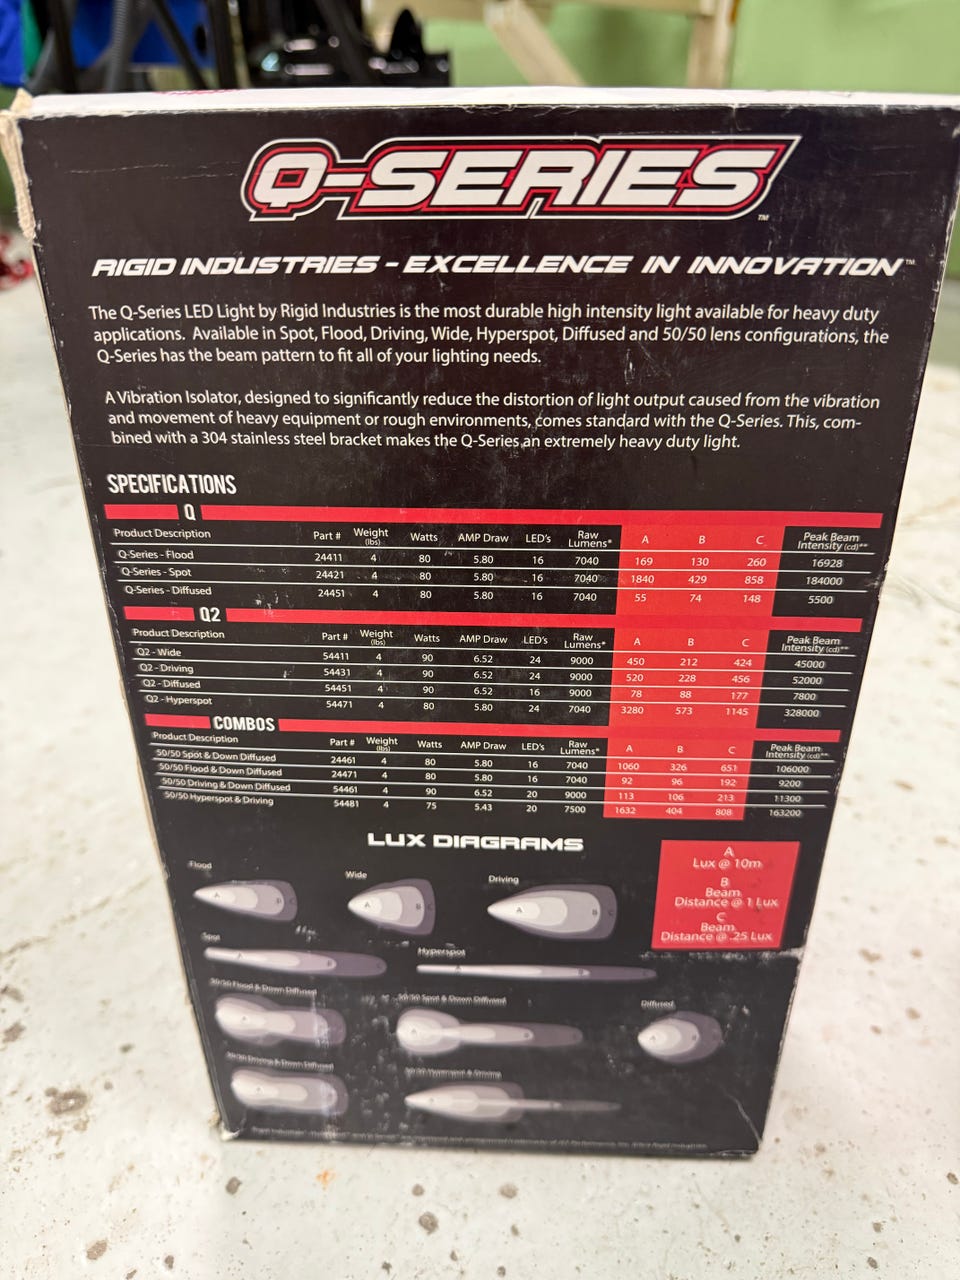 Q-SERIES™
RIGID INDUSTRIES - EXCELLENCE IN INNOVATION™
The Q-Series LED Light by Rigid Industries is the most durable high intensity light available for heavy duty
applications. Available in Spot, Flood, Driving, Wide, Hyperspot, Diffused and 50/50 lens configurations, the
Q-Series has the beam pattern to fit all of your lighting needs.
A Vibration Isolator, designed to significantly reduce the distortion of light output caused from the vibration
and movement of heavy equipment or rough environments, comes standard with the Q-Series. This, com-
bined with a 304 stainless steel bracket makes the Q-Series an extremely heavy duty light.
SPECIFICATIONS
Q
Product Description Part # Weight (lbs) Watts AMP Draw LED's Raw Lumens* A B C Peak Beam Intensity (cd)**
Q-Series - Flood 24411 4 80 5.80 16 7040 169 130 260 16928
Q-Series - Spot 24421 4 80 5.80 16 7040 1840 429 858 184000
Q-Series - Diffused 24451 4 80 5.80 16 7040 55 74 148 5500
Q2
Product Description Part # Weight (lbs) Watts AMP Draw LED's Raw Lumens* A B C Peak Beam Intensity (cd)**
Q2 - Wide 54411 4 90 6.52 24 9000 450 212 424 45000
Q2 - Driving 54431 4 90 6.52 24 9000 520 228 456 52000
Q2 - Diffused 54451 4 90 6.52 16 9000 78 88 177 7800
Q2 - Hyperspot 54471 4 80 5.80 24 7040 3280 573 1145 328000
COMBOS
Product Description Part # Weight (lbs) Watts AMP Draw LED's Raw Lumens* A B C Peak Beam Intensity (cd)**
50/50 Spot & Down Diffused 24461 4 80 5.80 16 7040 1060 326 651 106000
50/50 Flood & Down Diffused 24471 4 80 5.80 16 7040 92 96 192 9200
50/50 Driving & Down Diffused 54461 4 90 6.52 20 9000 113 106 213 11300
50/50 Hyperspot & Driving 54481 4 75 5.43 20 7500 1632 404 808 163200
LUX DIAGRAMS
A
Lux @ 10m
B
Beam
Distance @ 1 Lux
C
Beam
Distance @ .25 Lux
Flood
A B C
Wide
A B C
Driving
A B C
Spot
A B
Hyperspot
A
50/50 Flood & Down Diffused
50/50 Spot & Down Diffused
Diffused
50/50 Driving & Down Diffused
50/50 Hyperspot & Driving